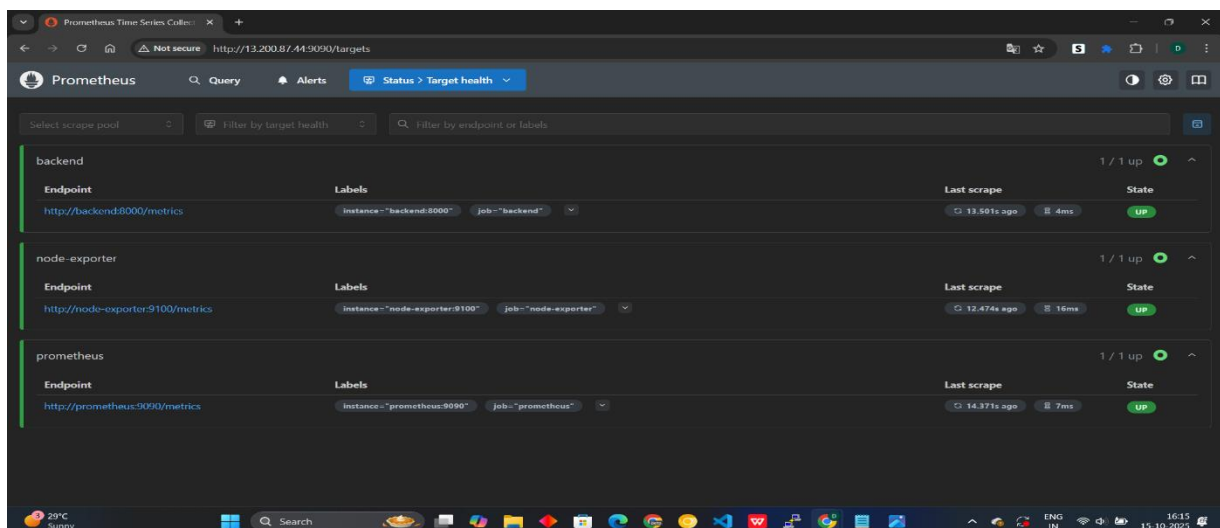 Prometheus Time Series Collect
Not secure http://13.200.87.44:9090/targets
S
D
Prometheus Query Alerts Status > Target health
Select scrape pool Filter by target health Filter by endpoint or labels
backend 1 / 1 up
Endpoint Labels Last scrape State
http://backend:8000/metrics instance="backend:8000" job="backend" 13.501s ago 4ms UP
node-exporter 1 / 1 up
Endpoint Labels Last scrape State
http://node-exporter:9100/metrics instance="node-exporter:9100" job="node-exporter" 12.474s ago 16ms UP
prometheus 1 / 1 up
Endpoint Labels Last scrape State
http://prometheus:9090/metrics instance="prometheus:9090" job="prometheus" 14.371s ago 7ms UP
3 29°C Search ENG 16:15
Sunny IN 15-10-2025